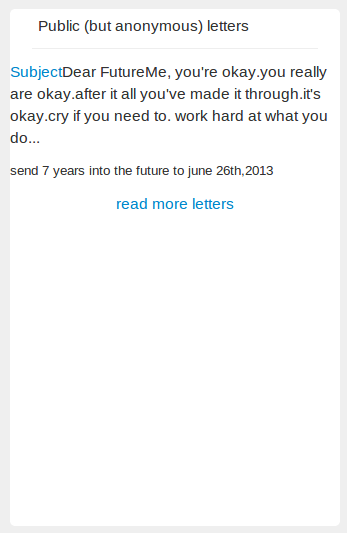 Public (but anonymous) letters
SubjectDear FutureMe, you're okay.you really
are okay.after it all you've made it through.it's
okay.cry if you need to. work hard at what you
do...
send 7 years into the future to june 26th,2013
read more letters